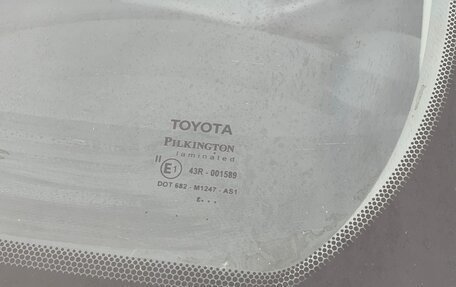 TOYOTA
PILKINGTON
laminated
II E1 43R - 001589
DOT 682 - M1247 - AS1